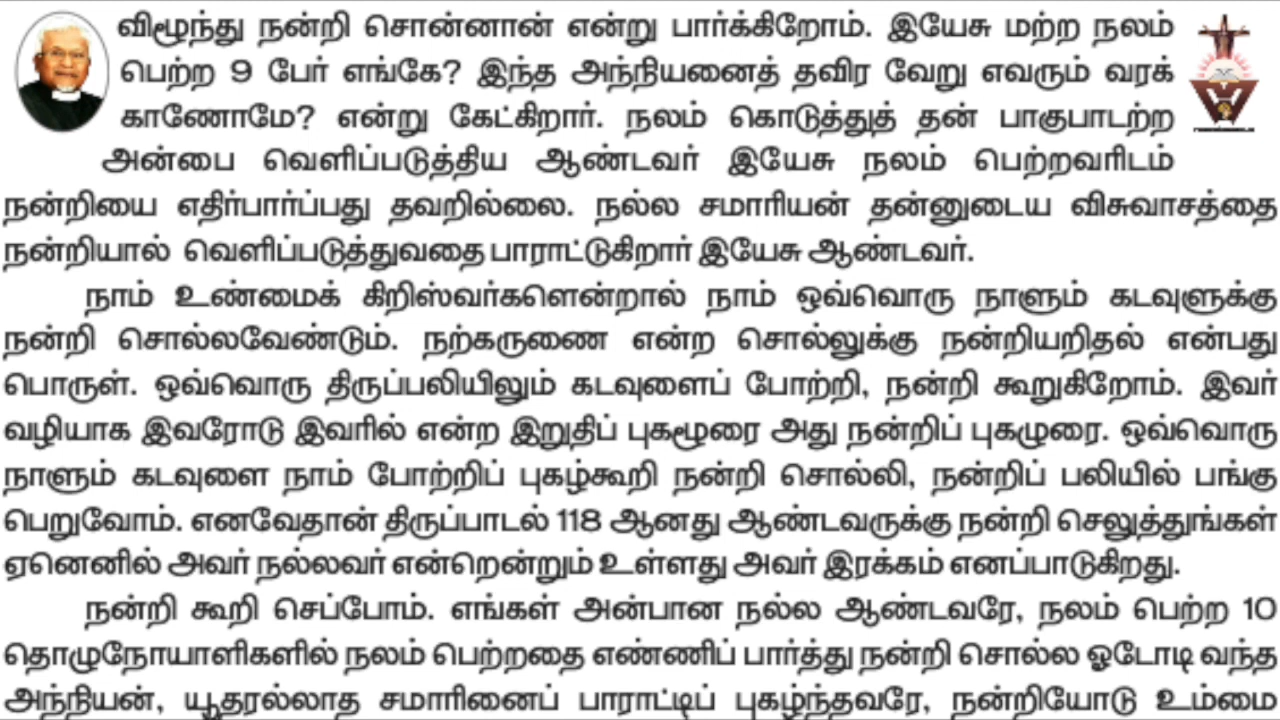 விழுந்து நன்றி சொன்னான் என்று பார்க்கிறோம். இயேசு மற்ற நலம்
பெற்ற 9 பேர் எங்கே? இந்த அந்நியனைத் தவிர வேறு எவரும் வரக்
காணோமே? என்று கேட்கிறார். நலம் கொடுத்துத் தன் பாகுபாடற்ற
அன்பை வெளிப்படுத்திய ஆண்டவர் இயேசு நலம் பெற்றவரிடம்
நன்றியை எதிர்பார்ப்பது தவறில்லை. நல்ல சமாரியன் தன்னுடைய விசுவாசத்தை
நன்றியால் வெளிப்படுத்துவதை பாராட்டுகிறார் இயேசு ஆண்டவர்.
நாம் உண்மைக் கிறிஸ்வர்களென்றால் நாம் ஒவ்வொரு நாளும் கடவுளுக்கு
நன்றி சொல்லவேண்டும். நற்கருணை என்ற சொல்லுக்கு நன்றியறிதல் என்பது
பொருள். ஒவ்வொரு திருப்பலியிலும் கடவுளைப் போற்றி, நன்றி கூறுகிறோம். இவர்
வழியாக இவரோடு இவரில் என்ற இறுதிப் புகழூரை அது நன்றிப் புகழுரை. ஒவ்வொரு
நாளும் கடவுளை நாம் போற்றிப் புகழ்கூறி நன்றி சொல்லி, நன்றிப் பலியில் பங்கு
பெறுவோம். எனவேதான் திருப்பாடல் 118 ஆனது ஆண்டவருக்கு நன்றி செலுத்துங்கள்
ஏனெனில் அவர் நல்லவர் என்றென்றும் உள்ளது அவர் இரக்கம் எனப்பாடுகிறது.
நன்றி கூறி செப்போம். எங்கள் அன்பான நல்ல ஆண்டவரே, நலம் பெற்ற 10
தொழுநோயாளிகளில் நலம் பெற்றதை எண்ணிப் பார்த்து நன்றி சொல்ல ஓடோடி வந்த
அந்நியன், யூதரல்லாத சமாரினைப் பாராட்டிப் புகழ்ந்தவரே, நன்றியோடு உம்மை